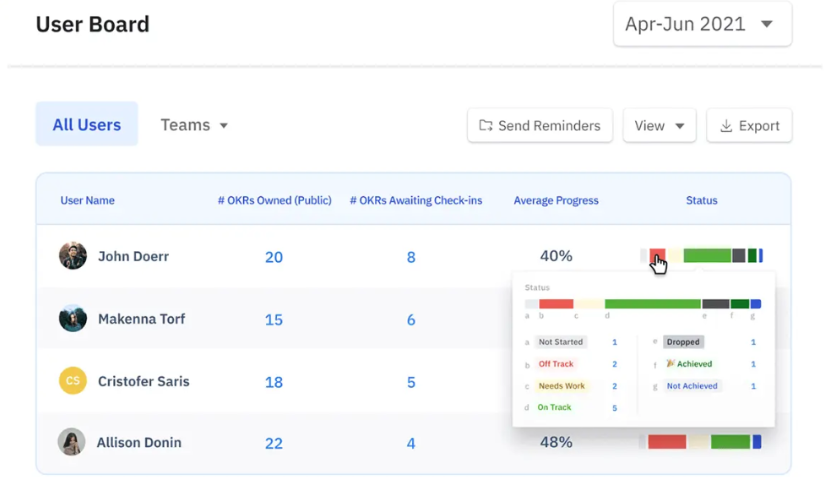 User Board
Apr-Jun 2021
All Users
Teams
Send Reminders
View
Export
User Name
# OKRs Owned (Public)
# OKRs Awaiting Check-ins
Average Progress
Status
John Doerr
20
8
40%
Makenna Torf
15
6
CS
Cristofer Saris
18
5
Allison Donin
22
4
48%
Status
a b c d e f g
a Not Started 1
b Off Track 2
c Needs Work 2
d On Track 5
e Dropped 1
f Achieved 1
g Not Achieved 1